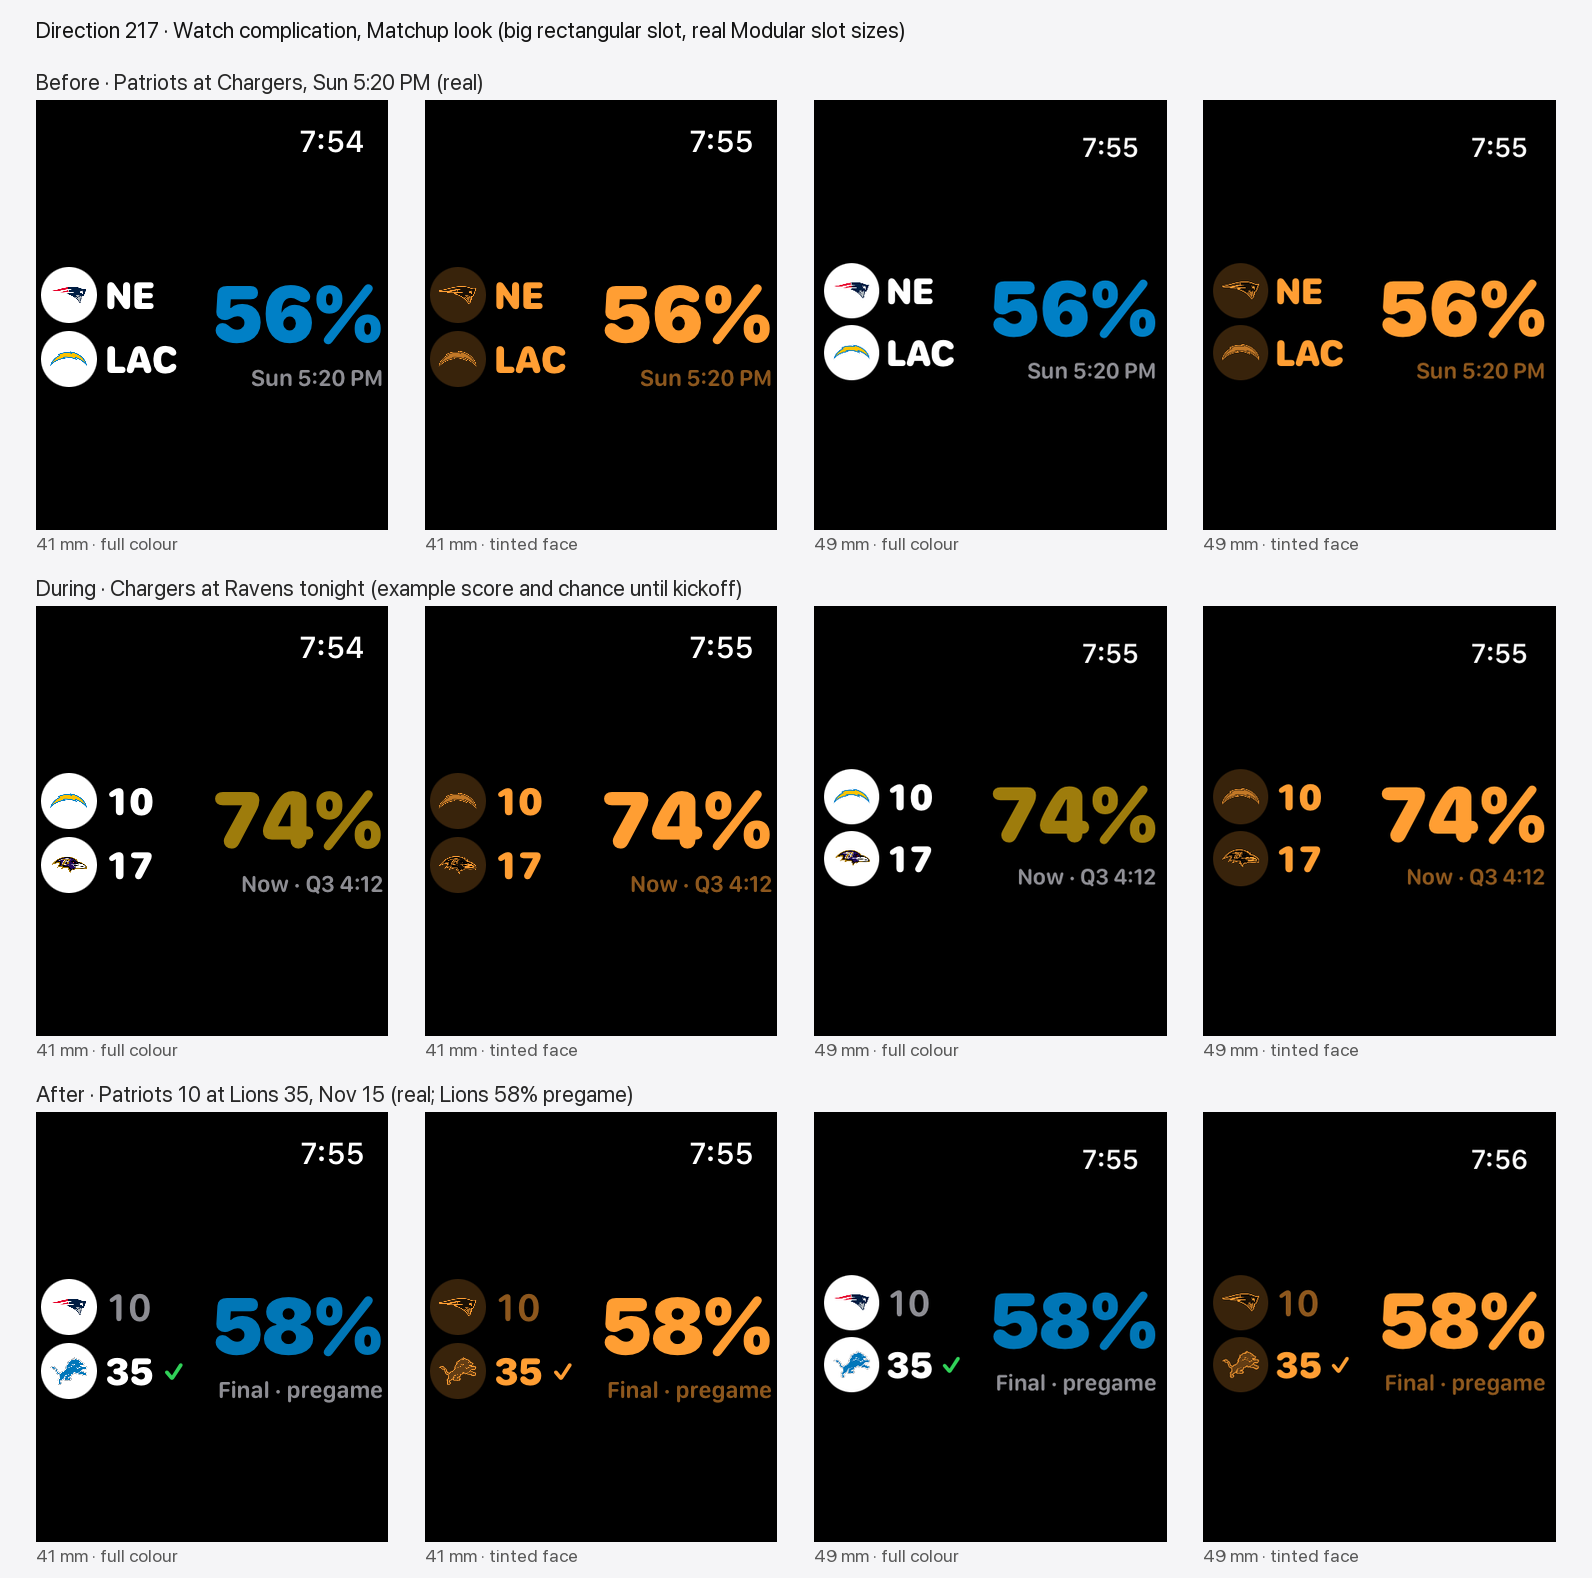 Direction 217 · Watch complication, Matchup look (big rectangular slot, real Modular slot sizes)
Before · Patriots at Chargers, Sun 5:20 PM (real)
7:54
NE
56%
LAC
Sun 5:20 PM
41 mm · full colour
7:55
NE
56%
LAC
Sun 5:20 PM
41 mm · tinted face
7:55
NE
56%
LAC
Sun 5:20 PM
49 mm · full colour
7:55
NE
56%
LAC
Sun 5:20 PM
49 mm · tinted face
During · Chargers at Ravens tonight (example score and chance until kickoff)
7:54
10
74%
17
Now · Q3 4:12
41 mm · full colour
7:55
10
74%
17
Now · Q3 4:12
41 mm · tinted face
7:55
10
74%
17
Now · Q3 4:12
49 mm · full colour
7:55
10
74%
17
Now · Q3 4:12
49 mm · tinted face
After · Patriots 10 at Lions 35, Nov 15 (real; Lions 58% pregame)
7:55
10
58%
35 ✓
Final · pregame
41 mm · full colour
7:55
10
58%
35 ✓
Final · pregame
41 mm · tinted face
7:55
10
58%
35 ✓
Final · pregame
49 mm · full colour
7:56
10
58%
35 ✓
Final · pregame
49 mm · tinted face